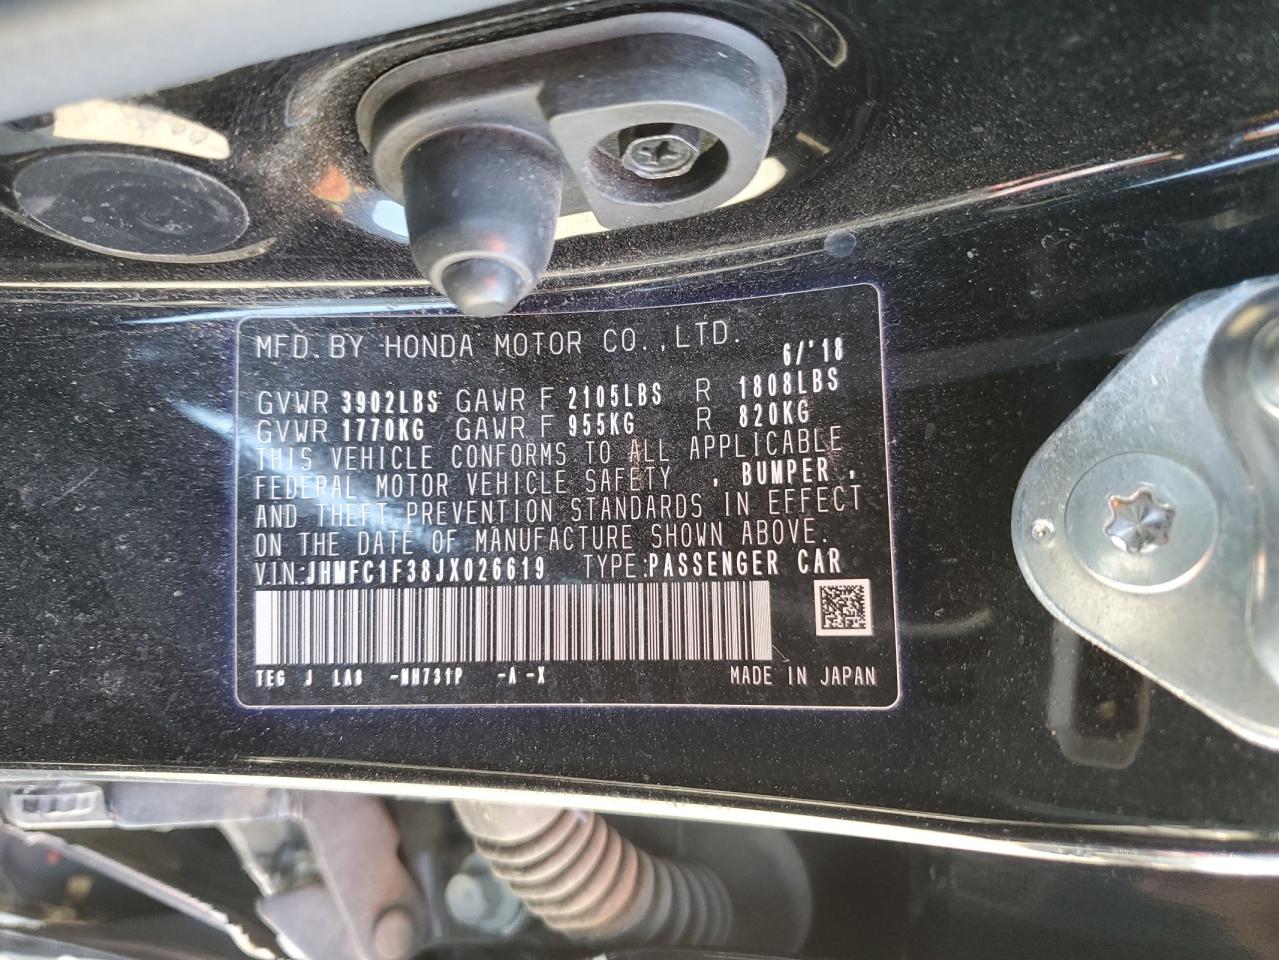 MFD. BY HONDA MOTOR CO.,LTD. 6/'18
GVWR 3902LBS GAWR F 2105LBS R 1808LBS
GVWR 1770KG GAWR F 955KG R 820KG
THIS VEHICLE CONFORMS TO ALL APPLICABLE
FEDERAL MOTOR VEHICLE SAFETY , BUMPER ,
AND THEFT PREVENTION STANDARDS IN EFFECT
ON THE DATE OF MANUFACTURE SHOWN ABOVE.
VIN:JHMFC1F38JX026619 TYPE:PASSENGER CAR
TEG J LA8 -NH731P -A -X MADE IN JAPAN